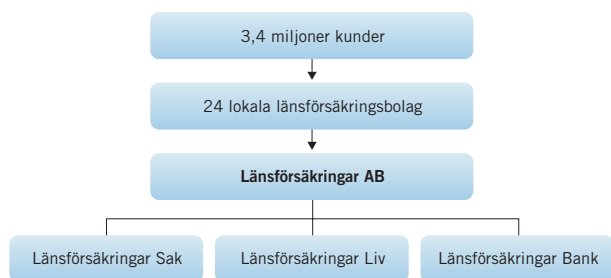 3,4 miljoner kunder
24 lokala länsförsäkringsbolag
Länsförsäkringar AB
Länsförsäkringar Sak
Länsförsäkringar Liv
Länsförsäkringar Bank